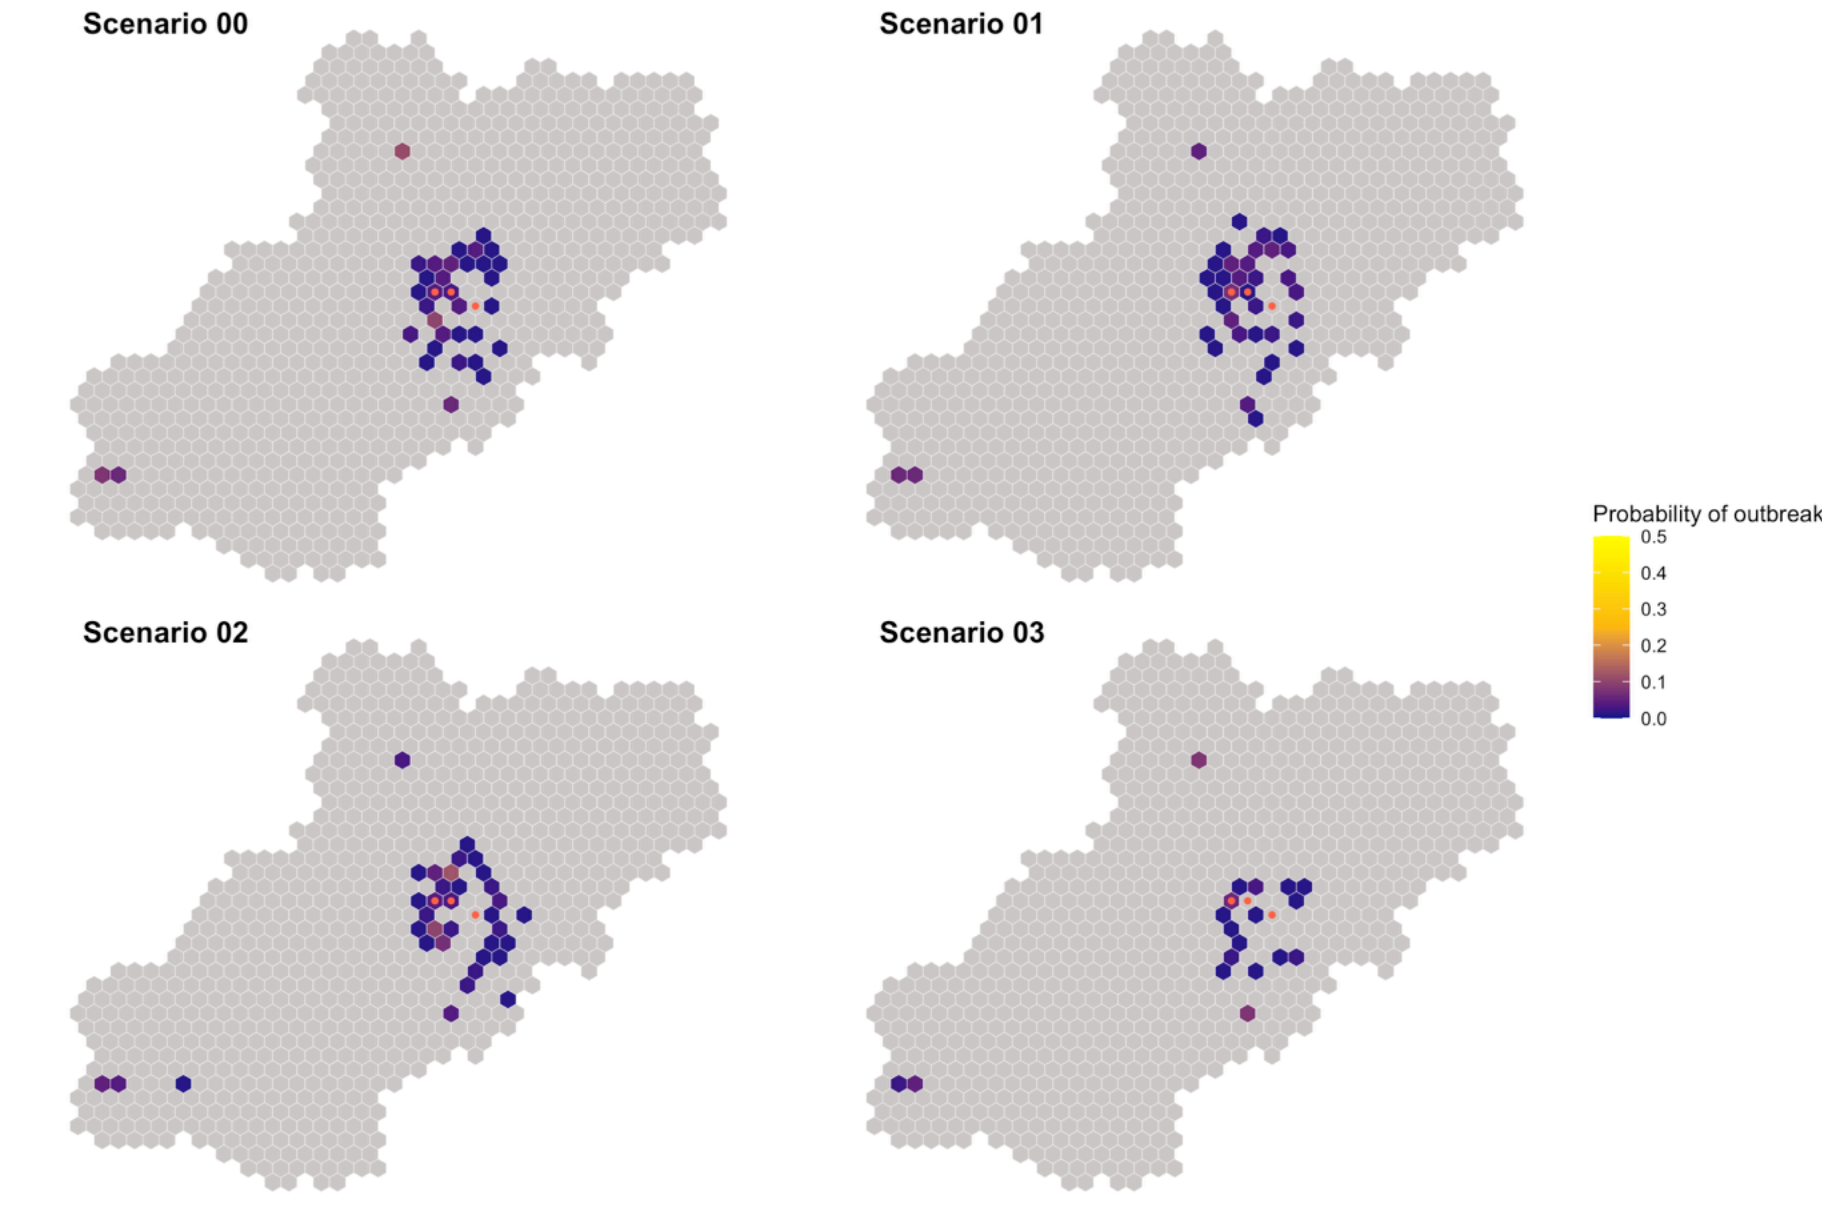 Scenario 00
Scenario 01
Probability of outbreak
0.5
0.4
0.3
0.2
0.1
0.0
Scenario 02
Scenario 03